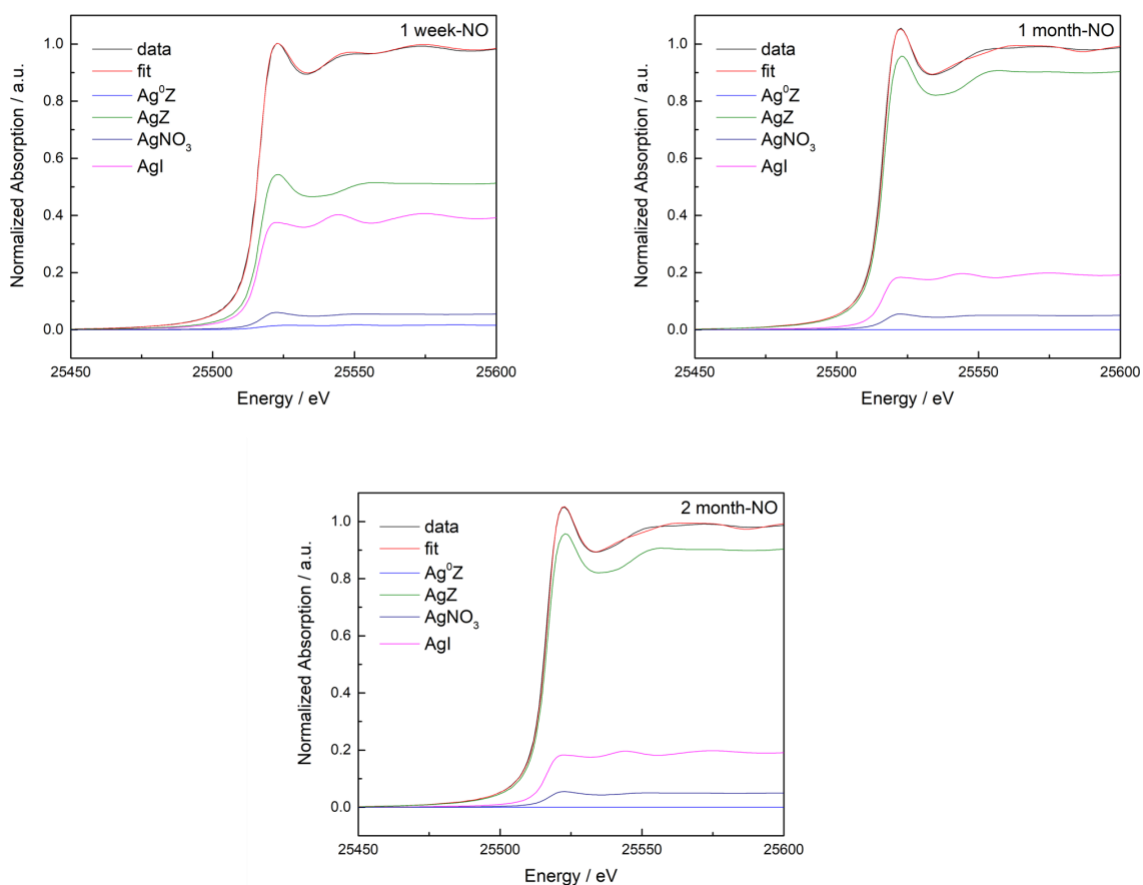 1 week-NO
data
fit
Ag⁰Z
AgZ
AgNO₃
AgI
Normalized Absorption / a.u.
1.0
0.8
0.6
0.4
0.2
0.0
25450
25500
25550
25600
Energy / eV
1 month-NO
data
fit
Ag⁰Z
AgZ
AgNO₃
AgI
Normalized Absorption / a.u.
1.0
0.8
0.6
0.4
0.2
0.0
25450
25500
25550
25600
Energy / eV
2 month-NO
data
fit
Ag⁰Z
AgZ
AgNO₃
AgI
Normalized Absorption / a.u.
1.0
0.8
0.6
0.4
0.2
0.0
25450
25500
25550
25600
Energy / eV